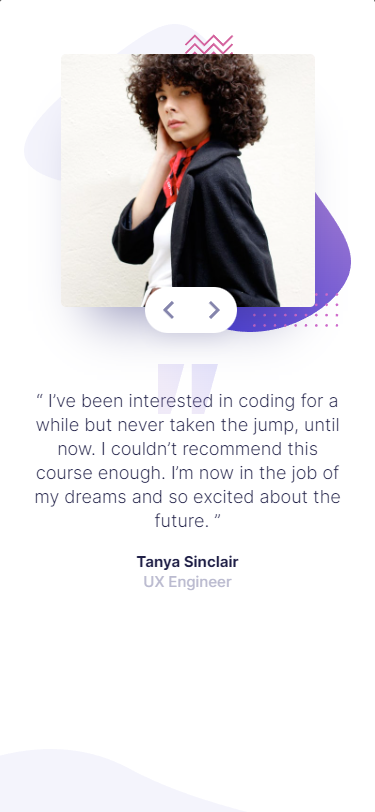 “ I’ve been interested in coding for a
while but never taken the jump, until
now. I couldn’t recommend this
course enough. I’m now in the job of
my dreams and so excited about the
future. ”
Tanya Sinclair
UX Engineer